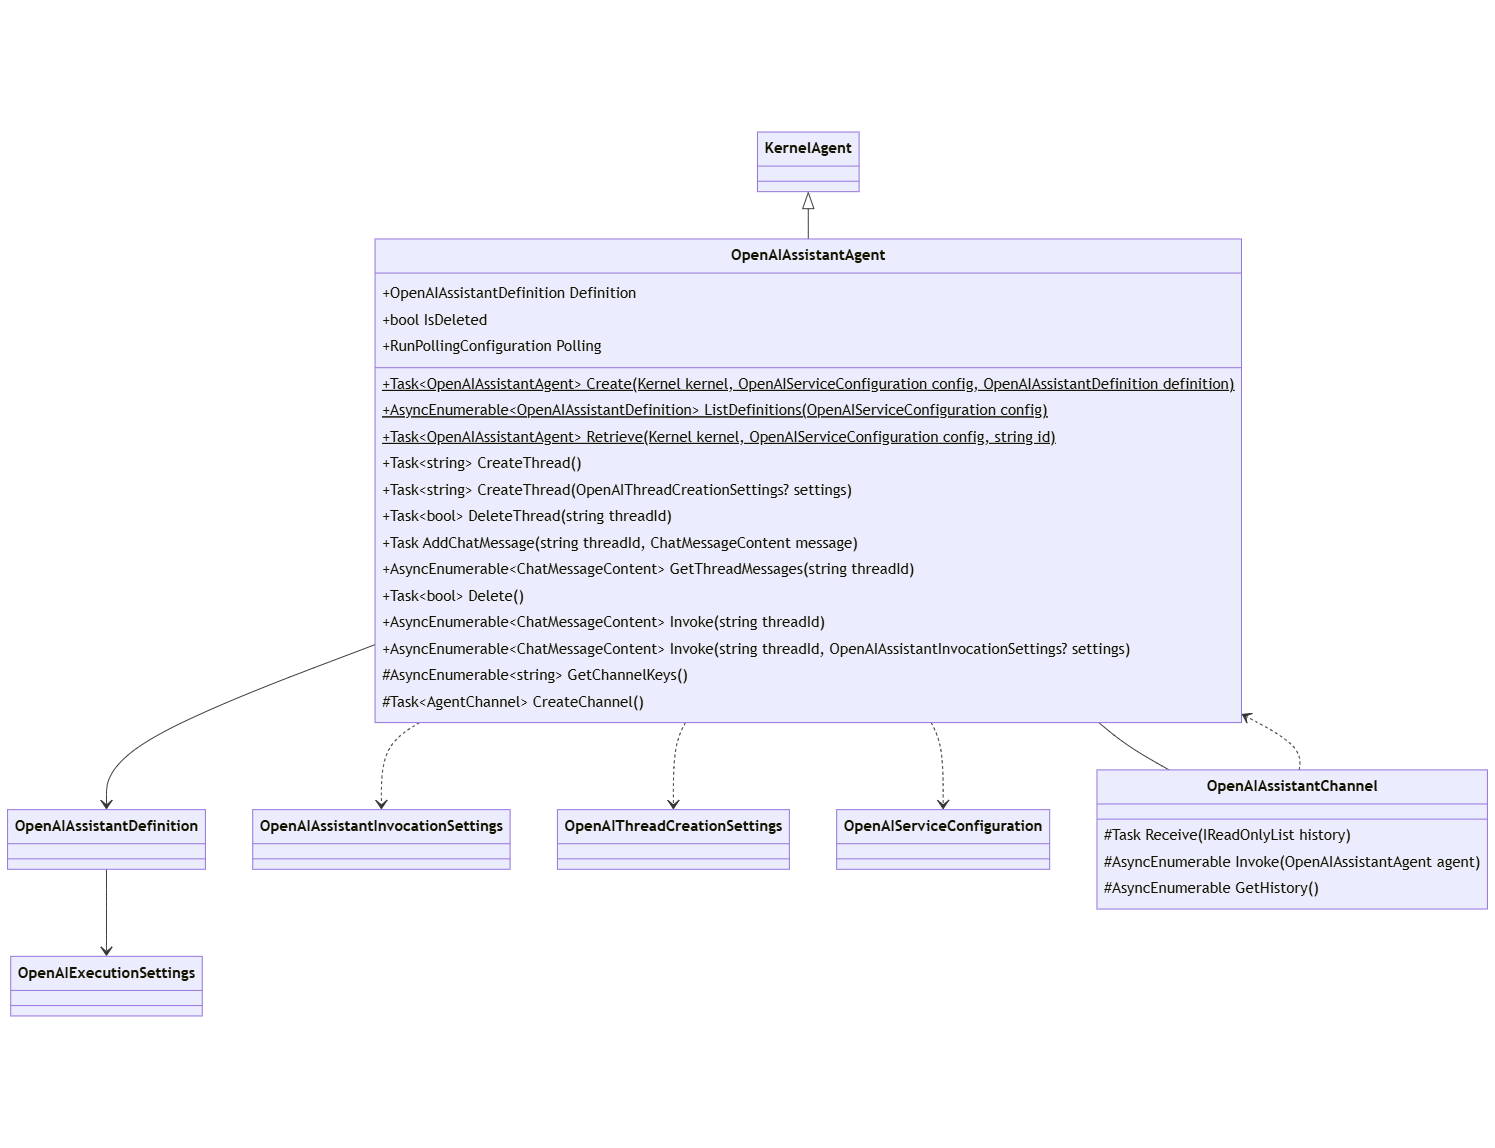 KernelAgent
OpenAIAssistantAgent
+OpenAIAssistantDefinition Definition
+bool IsDeleted
+RunPollingConfiguration Polling
+Task<OpenAIAssistantAgent> Create(Kernel kernel, OpenAIServiceConfiguration config, OpenAIAssistantDefinition definition)
+AsyncEnumerable<OpenAIAssistantDefinition> ListDefinitions(OpenAIServiceConfiguration config)
+Task<OpenAIAssistantAgent> Retrieve(Kernel kernel, OpenAIServiceConfiguration config, string id)
+Task<string> CreateThread()
+Task<string> CreateThread(OpenAIThreadCreationSettings? settings)
+Task<bool> DeleteThread(string threadId)
+Task AddChatMessage(string threadId, ChatMessageContent message)
+AsyncEnumerable<ChatMessageContent> GetThreadMessages(string threadId)
+Task<bool> Delete()
+AsyncEnumerable<ChatMessageContent> Invoke(string threadId)
+AsyncEnumerable<ChatMessageContent> Invoke(string threadId, OpenAIAssistantInvocationSettings? settings)
#AsyncEnumerable<string> GetChannelKeys()
#Task<AgentChannel> CreateChannel()
OpenAIAssistantDefinition
OpenAIAssistantInvocationSettings
OpenAIThreadCreationSettings
OpenAIServiceConfiguration
OpenAIAssistantChannel
#Task Receive(IReadOnlyList history)
#AsyncEnumerable Invoke(OpenAIAssistantAgent agent)
#AsyncEnumerable GetHistory()
OpenAIExecutionSettings